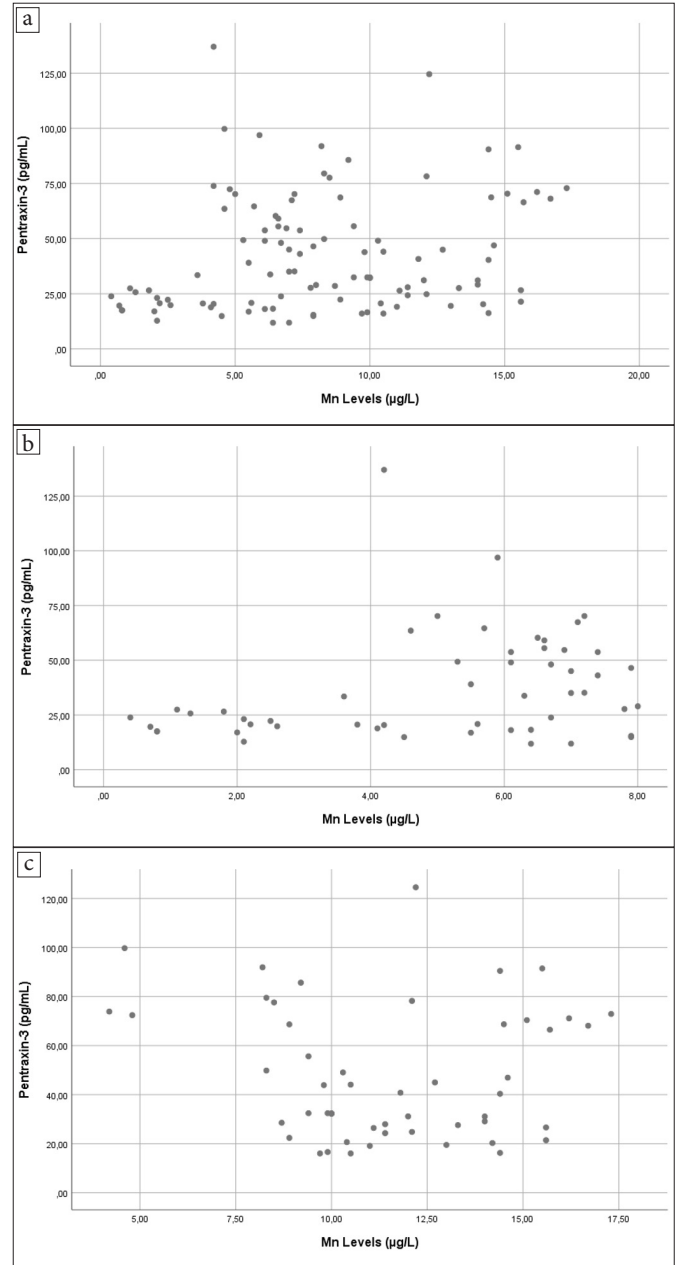 a
125,00
100,00
75,00
50,00
25,00
,00
Pentraxin-3 (pg/mL)
,00 5,00 10,00 15,00 20,00
Mn Levels (µg/L)
b
125,00
100,00
75,00
50,00
25,00
,00
Pentraxin-3 (pg/mL)
,00 2,00 4,00 6,00 8,00
Mn Levels (µg/L)
c
120,00
100,00
80,00
60,00
40,00
20,00
,00
Pentraxin-3 (pg/mL)
5,00 7,50 10,00 12,50 15,00 17,50
Mn Levels (µg/L)